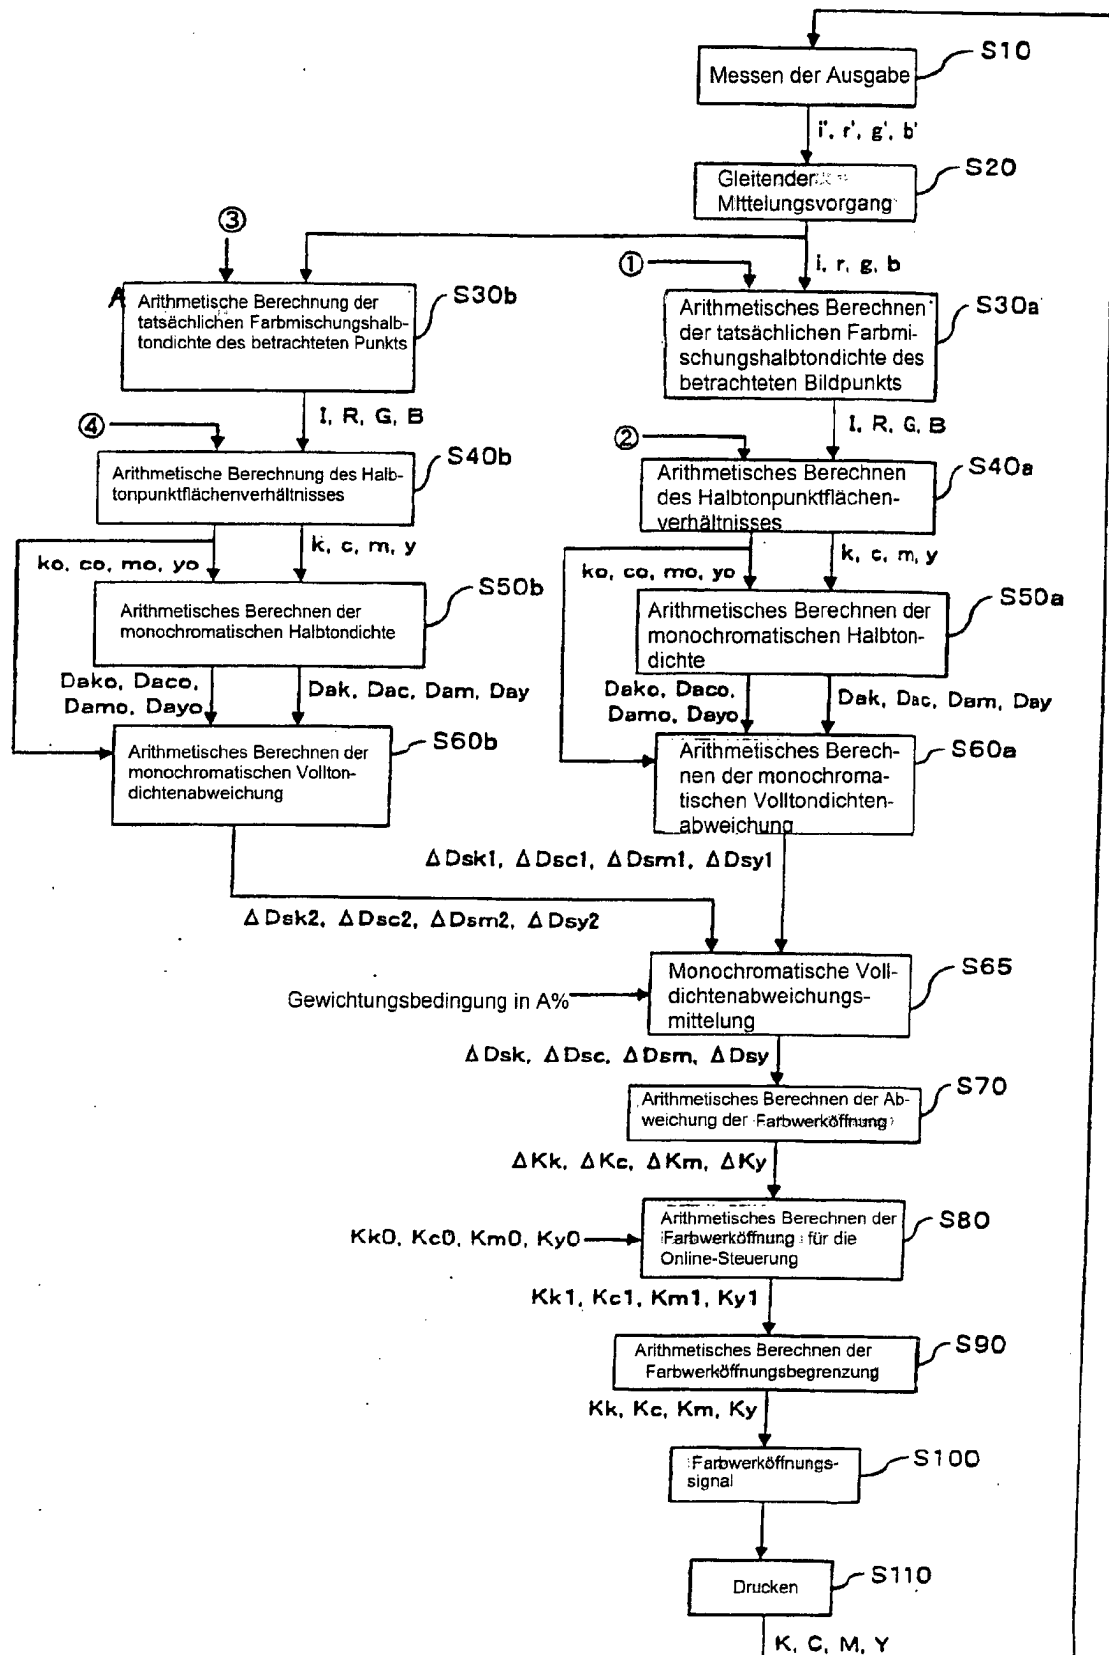 S10
Messen der Ausgabe
i', r', g', b'
S20
Gleitender
Mittelungsvorgang
③
①
i, r, g, b
S30b
A
Arithmetische Berechnung der
tatsächlichen Farbmischungshalb-
tondichte des betrachteten Punkts
S30a
Arithmetisches Berechnen
der tatsächlichen Farbmi-
schungshalbtondichte des
betrachteten Bildpunkts
I, R, G, B
I, R, G, B
④
②
S40b
Arithmetische Berechnung des Halb-
tonpunktflächenverhältnisses
S40a
Arithmetisches Berechnen
des Halbtonpunktflächen-
verhältnisses
ko, co, mo, yo
k, c, m, y
ko, co, mo, yo
k, c, m, y
S50b
Arithmetisches Berechnen der
monochromatischen Halbtondichte
S50a
Arithmetisches Berechnen der
monochromatischen Halbton-
dichte
Dako, Daco,
Damo, Dayo
Dak, Dac, Dam, Day
Dako, Daco,
Damo, Dayo
Dak, Dac, Dam, Day
S60b
Arithmetisches Berechnen der
monochromatischen Vollton-
dichtenabweichung
S60a
Arithmetisches Berech-
nen der monochroma-
tischen Volltondichten-
abweichung
ΔDsk1, ΔDsc1, ΔDsm1, ΔDsy1
ΔDsk2, ΔDsc2, ΔDsm2, ΔDsy2
S65
Monochromatische Voll-
dichtenabweichungs-
mittelung
Gewichtungsbedingung in A%
ΔDsk, ΔDsc, ΔDsm, ΔDsy
S70
Arithmetisches Berechnen der Ab-
weichung der Farbwerköffnung
ΔKk, ΔKc, ΔKm, ΔKy
S80
Arithmetisches Berechnen der
Farbwerköffnung für die
Online-Steuerung
Kk0, Kc0, Km0, Ky0
Kk1, Kc1, Km1, Ky1
S90
Arithmetisches Berechnen der
Farbwerköffnungsbegrenzung
Kk, Kc, Km, Ky
S100
Farbwerköffnungs-
signal
S110
Drucken
K, C, M, Y